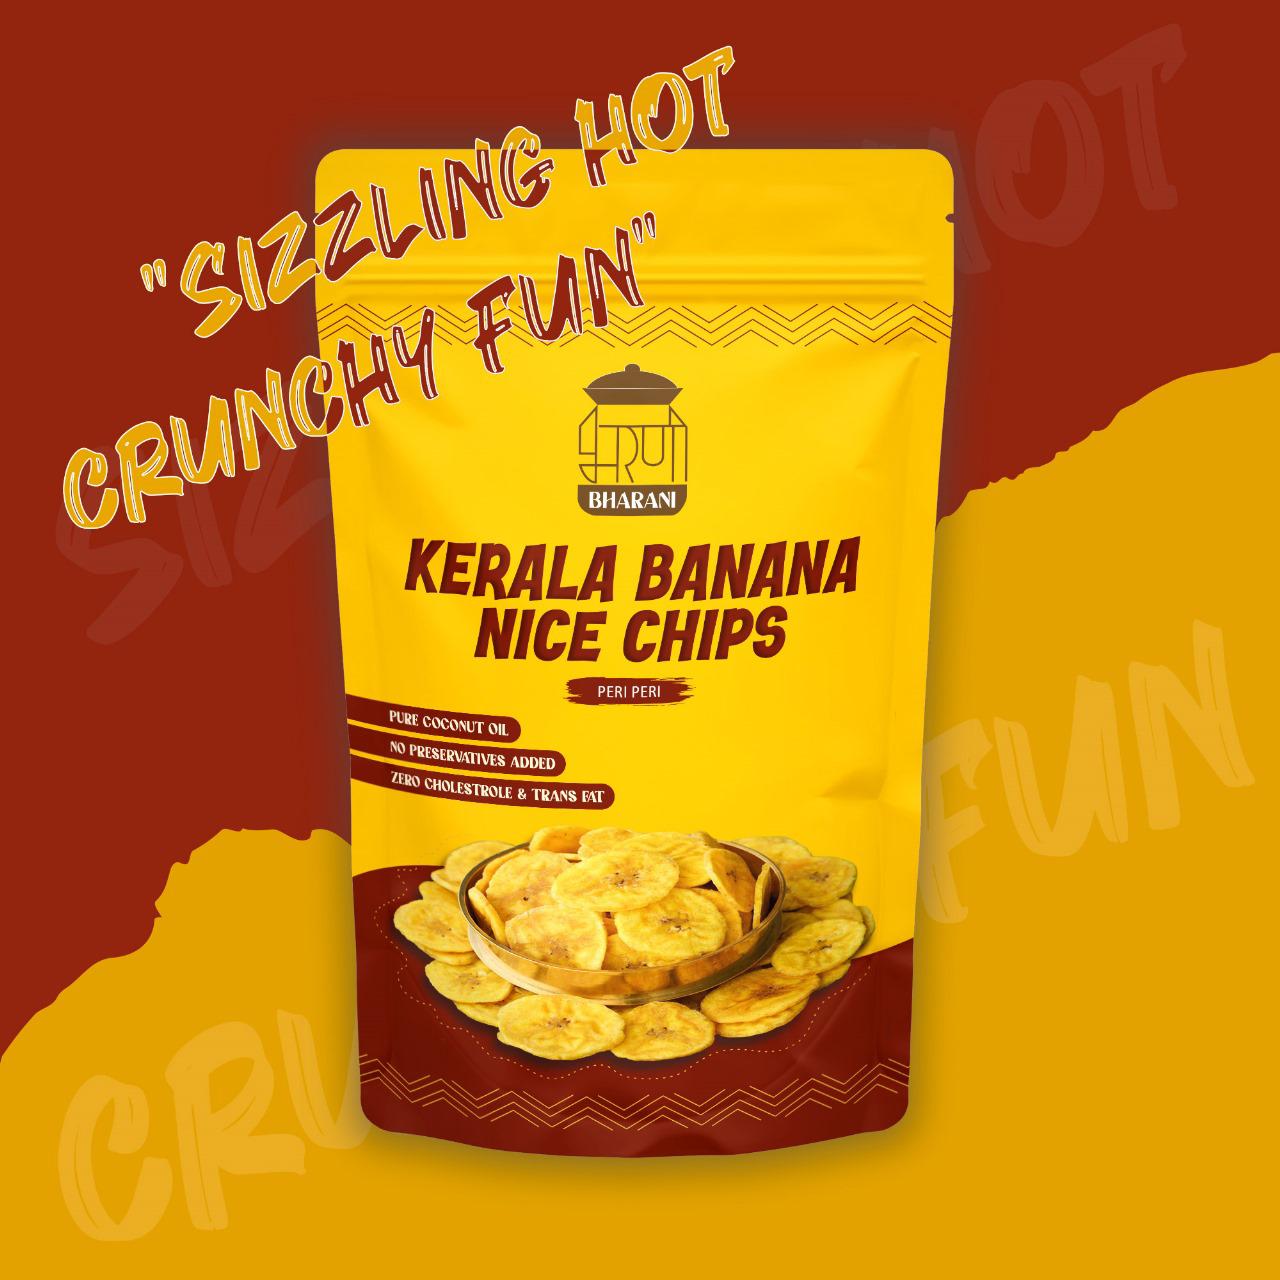 "SIZZLING HOT
CRUNCHY FUN"
BHARANI
KERALA BANANA
NICE CHIPS
PERI PERI
PURE COCONUT OIL
NO PRESERVATIVES ADDED
ZERO CHOLESTROLE & TRANS FAT